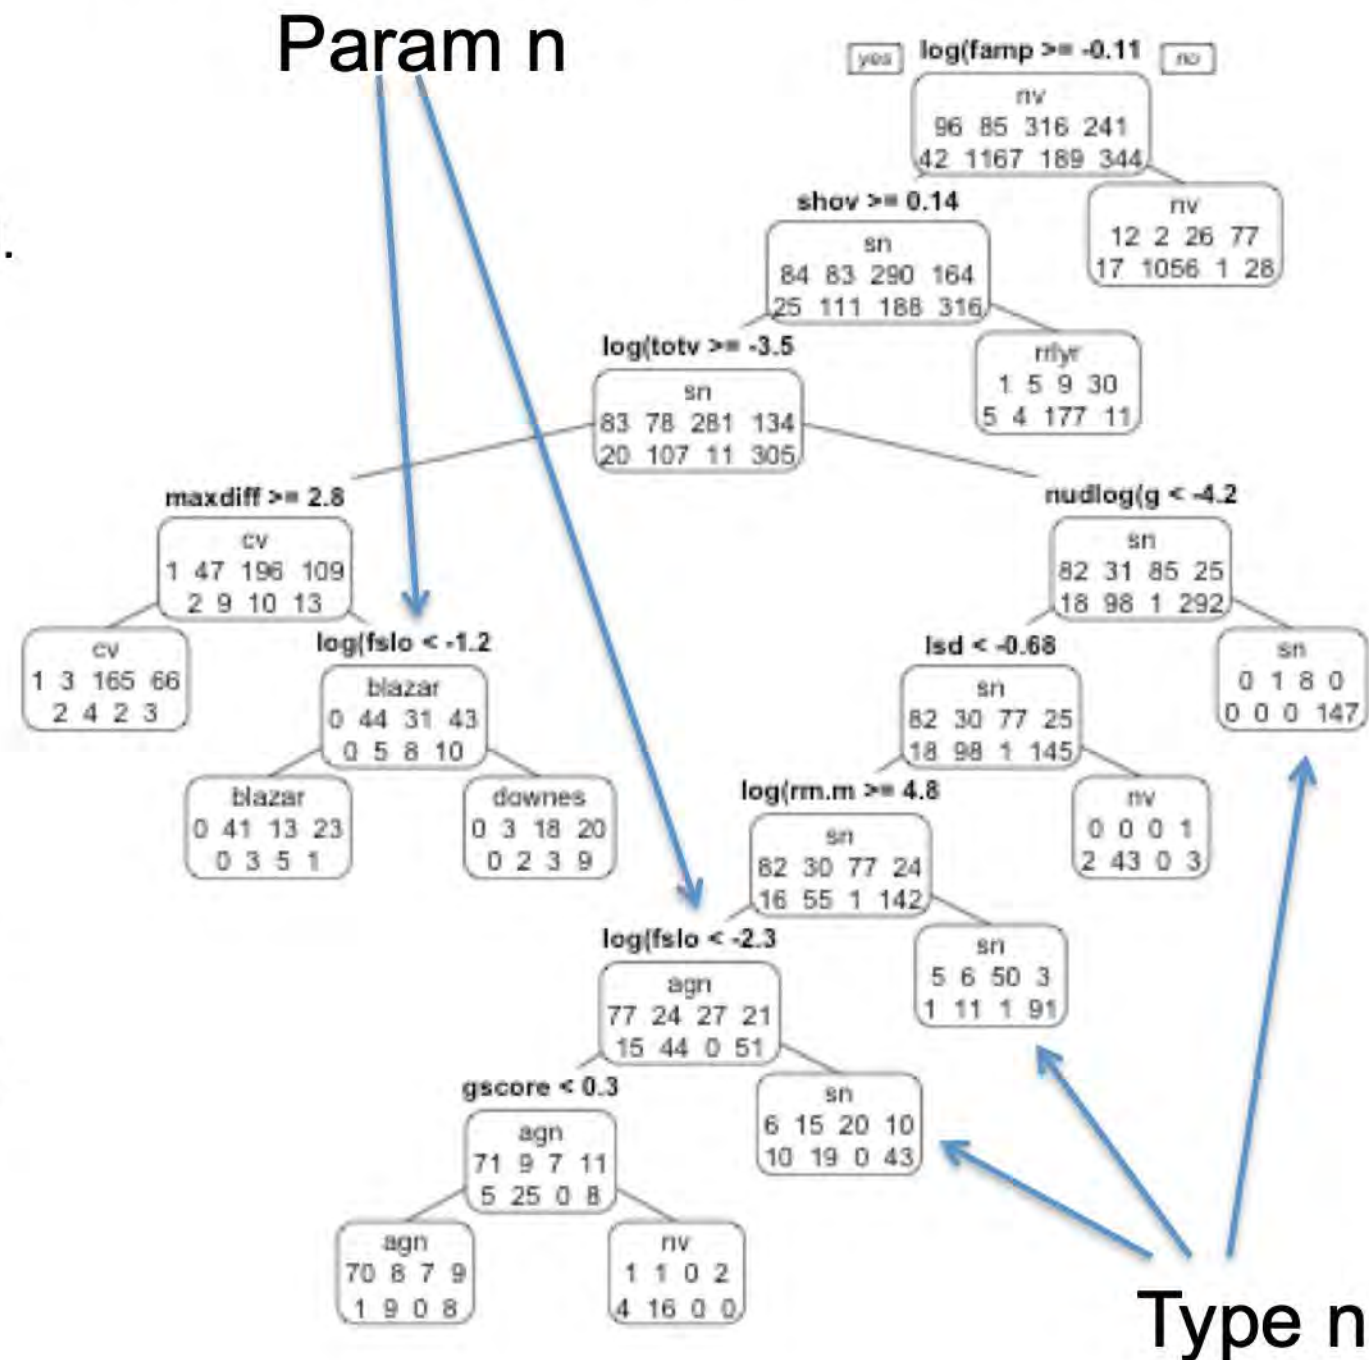 Param n
yes log(famp >= -0.11 no
nv
96 85 316 241
42 1167 189 344
shov >= 0.14
nv
12 2 26 77
17 1056 1 28
sn
84 83 290 164
25 111 188 316
.
log(totv >= -3.5
rrlyr
1 5 9 30
5 4 177 11
sn
83 78 281 134
20 107 11 305
maxdiff >= 2.8
nudlog(g < -4.2
cv
1 47 196 109
2 9 10 13
sn
82 31 85 25
18 98 1 292
log(fslo < -1.2
lsd < -0.68
cv
1 3 165 66
2 4 2 3
blazar
0 44 31 43
0 5 8 10
sn
82 30 77 25
18 98 1 145
sn
0 1 8 0
0 0 0 147
log(rm.m >= 4.8
blazar
0 41 13 23
0 3 5 1
downes
0 3 18 20
0 2 3 9
sn
82 30 77 24
16 55 1 142
nv
0 0 0 1
2 43 0 3
log(fslo < -2.3
agn
77 24 27 21
15 44 0 51
sn
5 6 50 3
1 11 1 91
gscore < 0.3
agn
71 9 7 11
5 25 0 8
sn
6 15 20 10
10 19 0 43
agn
70 8 7 9
1 9 0 8
nv
1 1 0 2
4 16 0 0
Type n